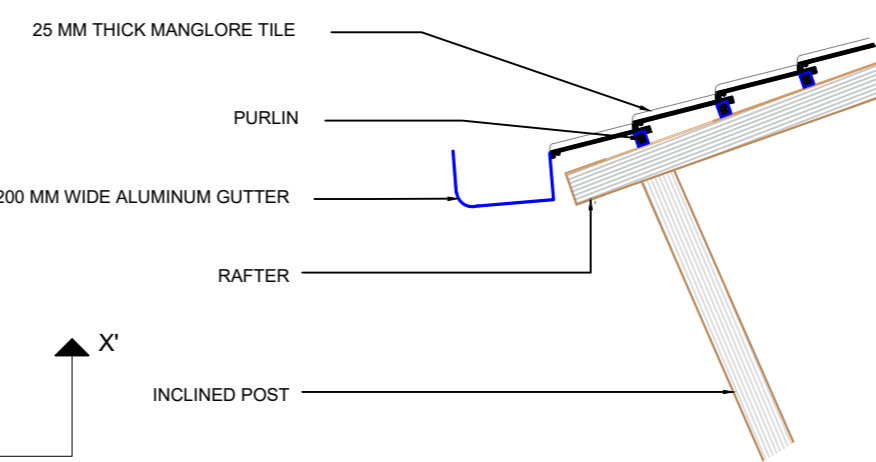 25 MM THICK MANGLORE TILE
PURLIN
200 MM WIDE ALUMINUM GUTTER
RAFTER
X'
INCLINED POST